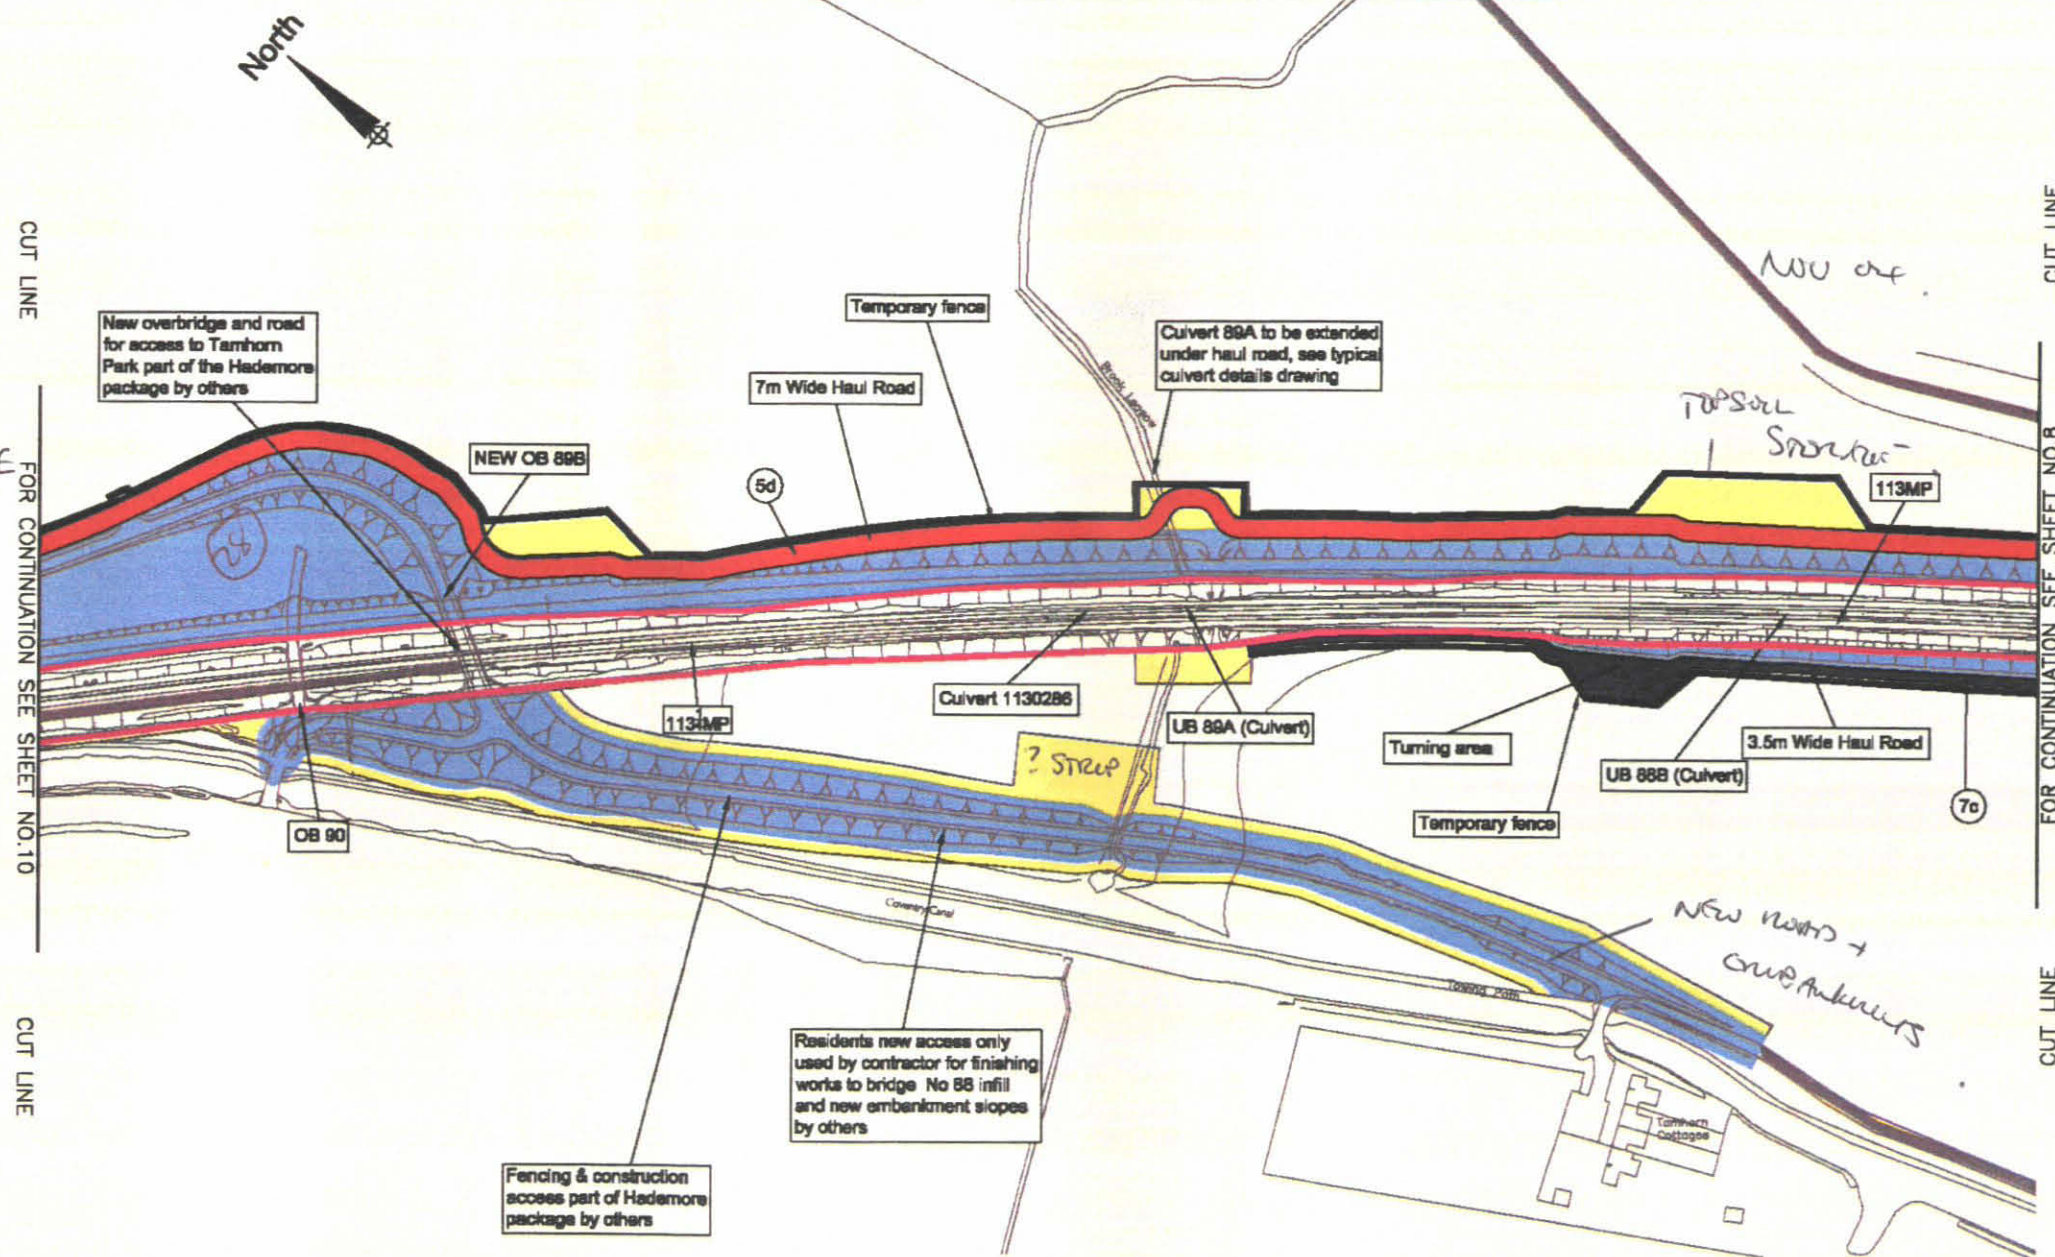 North
CUT LINE
CUT LINE
New overbridge and road
for access to Tamhorn
Park part of the Hademore
package by others
Temporary fence
7m Wide Haul Road
Culvert 89A to be extended
under haul road, see typical
culvert details drawing
TOPSOIL
113MP
NEW OB 89B
5d
FOR CONTINUATION SEE SHEET NO.10
FOR CONTINUATION SEE SHEET NO.8
Culvert 1130286
UB 89A (Culvert)
Turning area
UB 88B (Culvert)
3.5m Wide Haul Road
7c
Temporary fence
OB 90
? STRIP
Coventry Canal
Towing Path
NEW ROAD +
EMBANKMENTS
Residents new access only
used by contractor for finishing
works to bridge No 88 infill
and new embankment slopes
by others
Fencing & construction
access part of Hademore
package by others
Tamhorn
Cottages
CUT LINE
CUT LINE